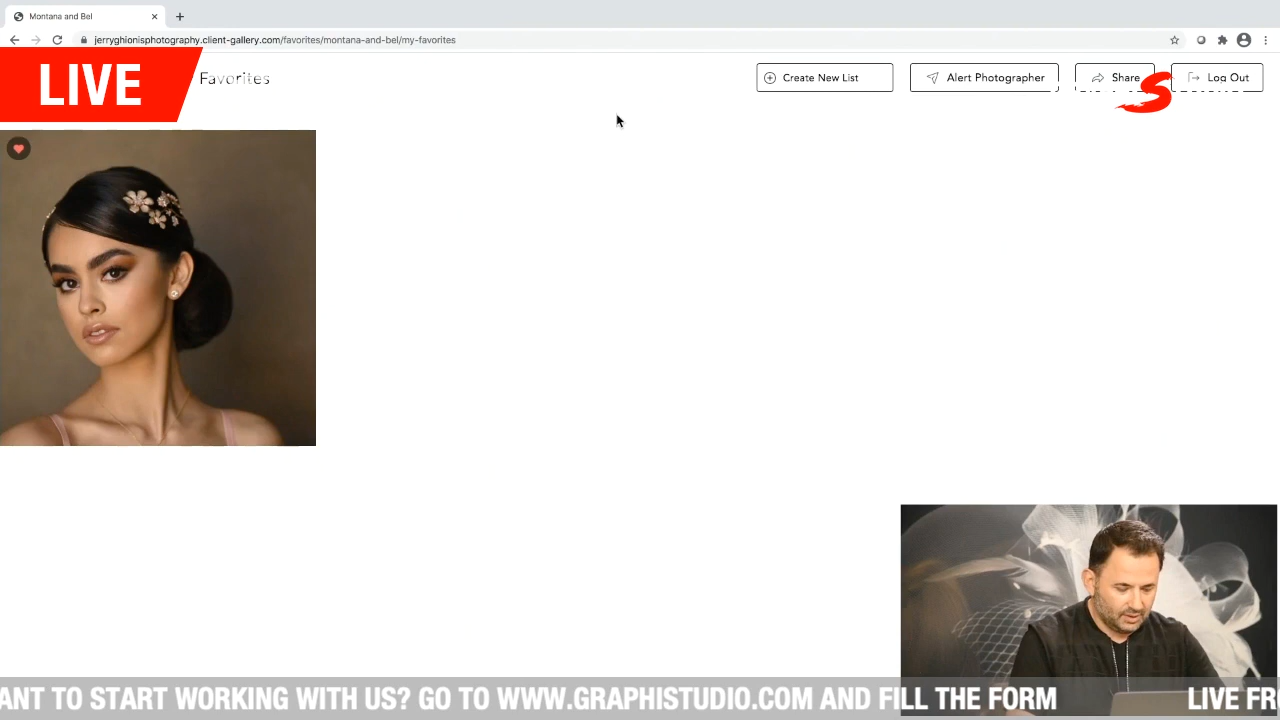 Montana and Bel
jerryghionisphotography.client-gallery.com/favorites/montana-and-bel/my-favorites
LIVE
Favorites
Create New List
Alert Photographer
Share
Log Out
ANT TO START WORKING WITH US? GO TO WWW.GRAPHISTUDIO.COM AND FILL THE FORM
LIVE FR